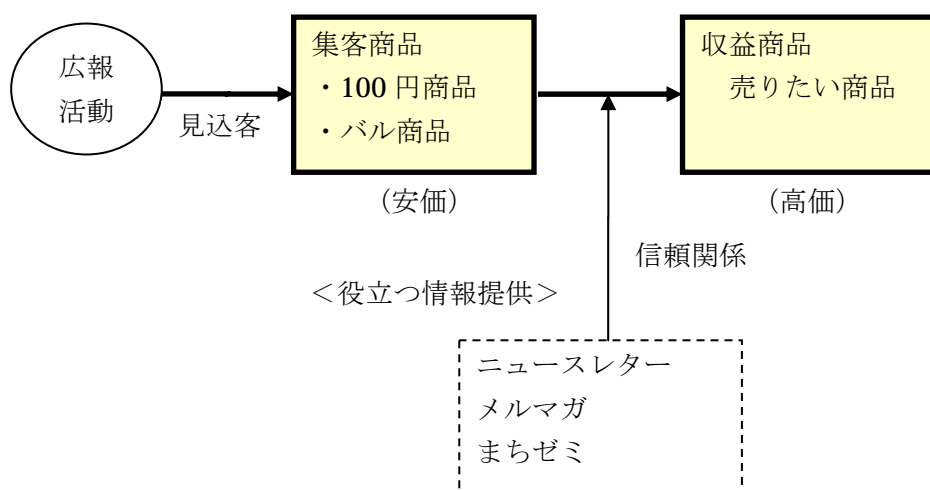 広報
活動
見込客
集客商品
・100円商品
・バル商品
(安価)
収益商品
売りたい商品
(高価)
信頼関係
＜役立つ情報提供＞
ニュースレター
メルマガ
まちゼミ